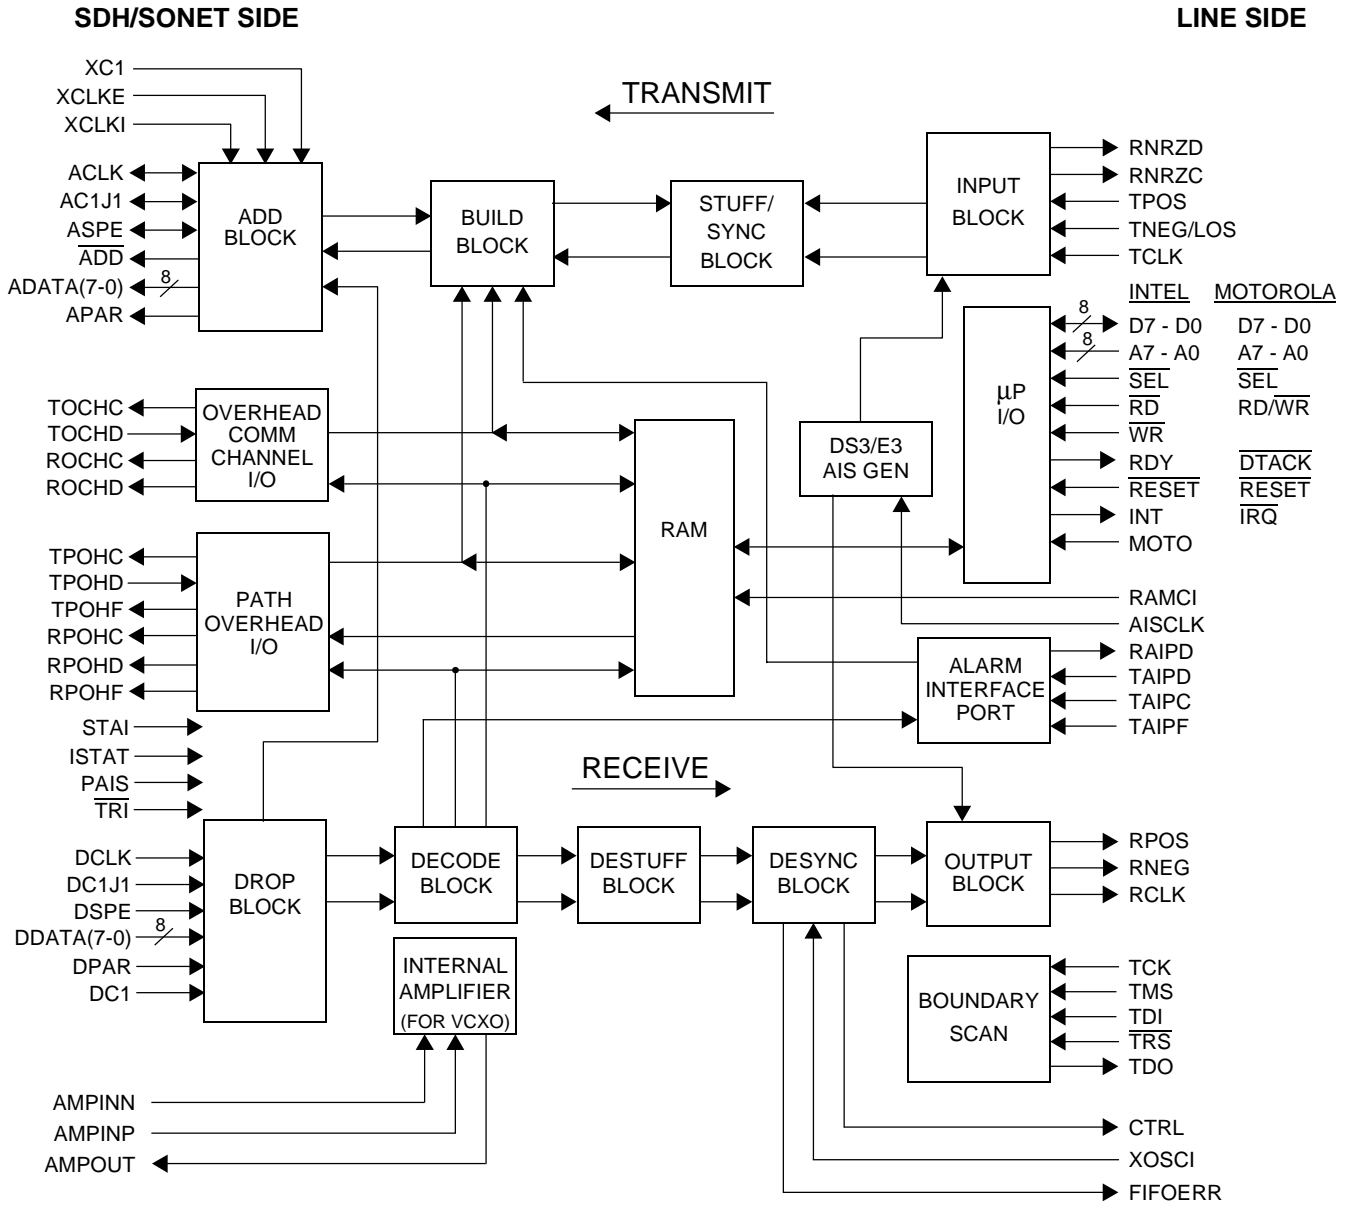 SDH/SONET SIDE
LINE SIDE
XC1
XCLKE
XCLKI
TRANSMIT
ACLK
AC1J1
ASPE
ADD
ADATA(7-0)
8
APAR
ADD
BLOCK
BUILD
BLOCK
STUFF/
SYNC
BLOCK
INPUT
BLOCK
RNRZD
RNRZC
TPOS
TNEG/LOS
TCLK
INTEL MOTOROLA
8
D7 - D0 D7 - D0
8
A7 - A0 A7 - A0
SEL SEL
RD RD/WR
WR
RDY DTACK
RESET RESET
INT IRQ
MOTO
μP
I/O
TOCHC
TOCHD
ROCHC
ROCHD
OVERHEAD
COMM
CHANNEL
I/O
DS3/E3
AIS GEN
RAM
TPOHC
TPOHD
TPOHF
RPOHC
RPOHD
RPOHF
PATH
OVERHEAD
I/O
RAMCI
AISCLK
RAIPD
TAIPD
TAIPC
TAIPF
ALARM
INTERFACE
PORT
STAI
ISTAT
PAIS
TRI
RECEIVE
DCLK
DC1J1
DSPE
DDATA(7-0)
8
DPAR
DC1
DROP
BLOCK
DECODE
BLOCK
DESTUFF
BLOCK
DESYNC
BLOCK
OUTPUT
BLOCK
RPOS
RNEG
RCLK
INTERNAL
AMPLIFIER
(FOR VCXO)
BOUNDARY
SCAN
TCK
TMS
TDI
TRS
TDO
AMPINN
AMPINP
AMPOUT
CTRL
XOSCI
FIFOERR